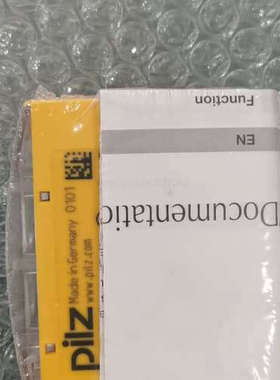 pilz
Made in Germany 0101
www.pilz.com
Function
EN
Documentatio